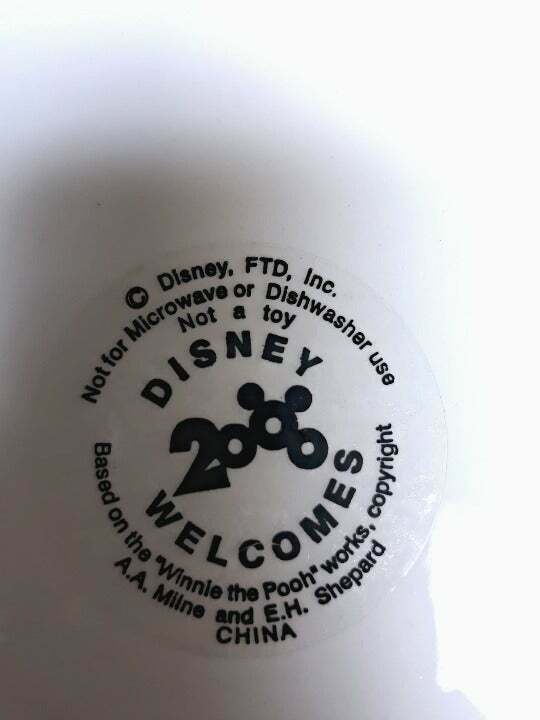 © Disney, FTD, Inc.
Not for Microwave or Dishwasher use
Not a toy
DISNEY
2000
WELCOMES
Based on the "Winnie the Pooh" works, copyright
A.A. Milne and E.H. Shepard
CHINA